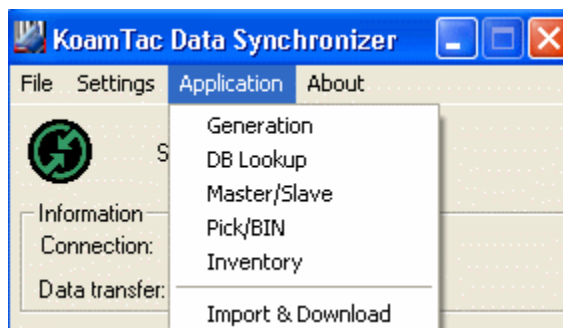 KoamTac Data Synchronizer
File Settings Application About
Generation
S
DB Lookup
Master/Slave
Information
Pick/BIN
Connection:
Inventory
Data transfer:
Import & Download